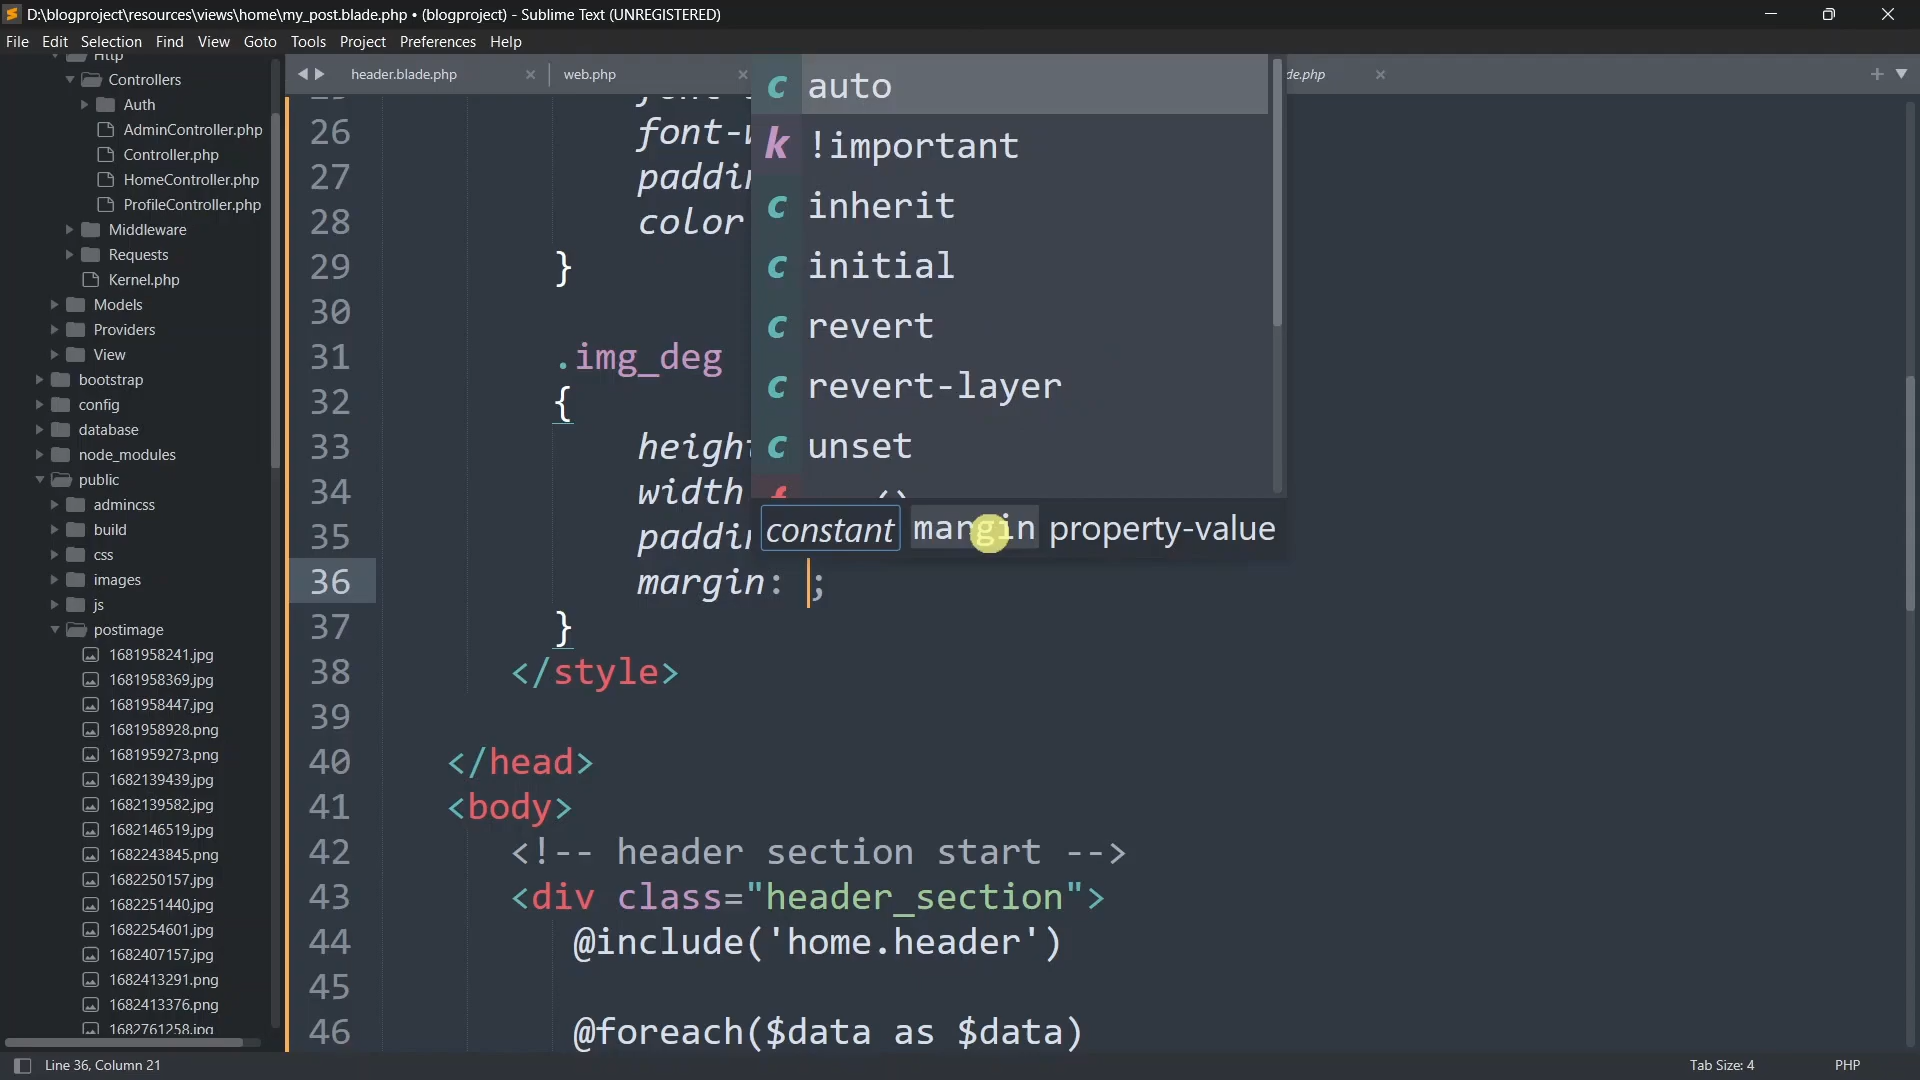 D:\blogproject\resources\views\home\my_post.blade.php • (blogproject) - Sublime Text (UNREGISTERED)
File Edit Selection Find View Goto Tools Project Preferences Help
Http
Controllers
Auth
AdminController.php
Controller.php
HomeController.php
ProfileController.php
Middleware
Requests
Kernel.php
Models
Providers
View
bootstrap
config
database
node_modules
public
admincss
build
css
images
js
postimage
1681958241.jpg
1681958369.jpg
1681958447.jpg
1681958928.png
1681959273.png
1682139439.jpg
1682139582.jpg
1682146519.jpg
1682243845.png
1682250157.jpg
1682251440.jpg
1682254601.jpg
1682407157.jpg
1682413291.png
1682413376.png
1682761258.jpg
header.blade.php web.php de.php
26 font-w
27 paddin
28 color
29 }
30
31 .img_deg
32 {
33 height
34 width
35 paddin
36 margin: ;
37 }
38 </style>
39
40 </head>
41 <body>
42 <!-- header section start -->
43 <div class="header_section">
44 @include('home.header')
45
46 @foreach($data as $data)
c auto
k !important
c inherit
c initial
c revert
c revert-layer
c unset
constant margin property-value
Line 36, Column 21
Tab Size: 4 PHP